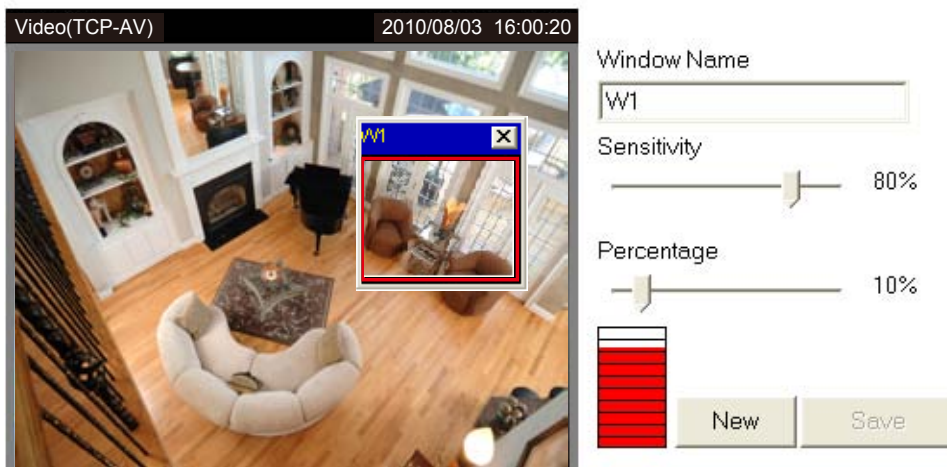 Video(TCP-AV) 2010/08/03 16:00:20
W1
Window Name
W1
Sensitivity
80%
Percentage
10%
New Save